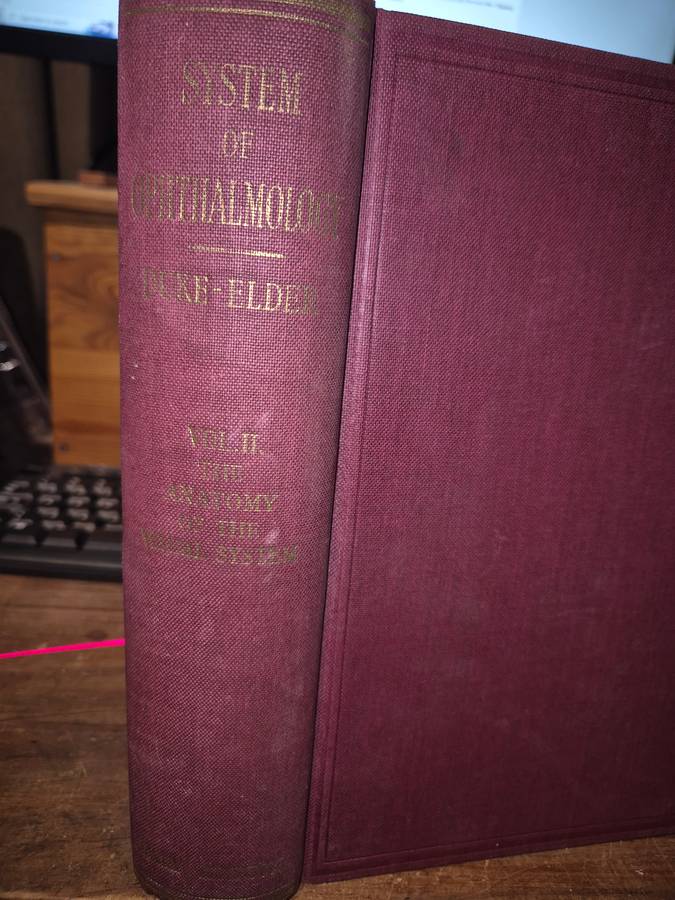 SYSTEM
OF
OPHTHALMOLOGY
DUKE-ELDER
VOL. II.
THE
ANATOMY
OF THE
VISUAL SYSTEM